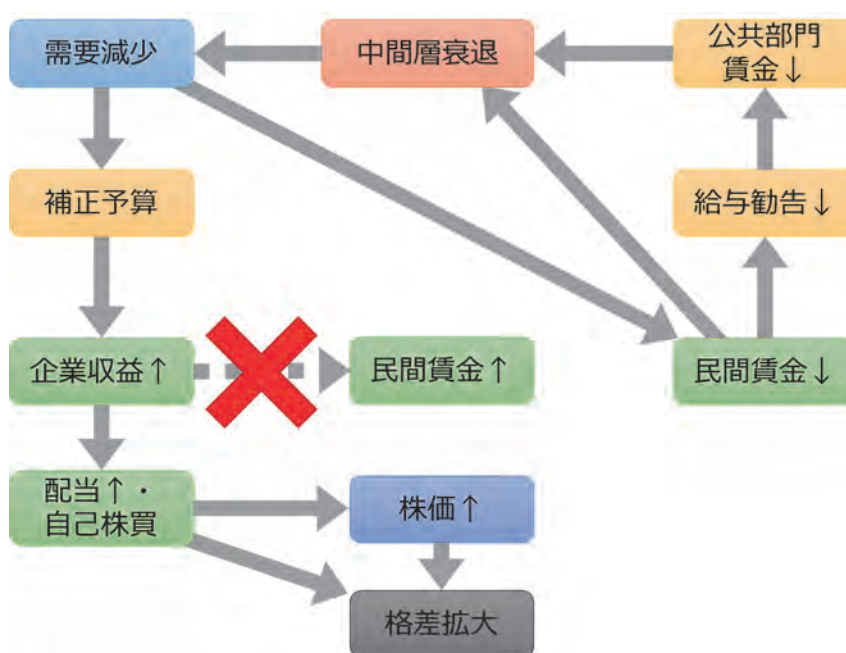 需要減少
中間層衰退
公共部門
賃金↓
補正予算
給与勧告↓
企業収益↑
民間賃金↑
民間賃金↓
配当↑・
自己株買
株価↑
格差拡大